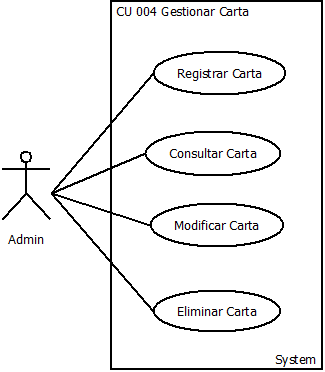 CU 004 Gestionar Carta
Registrar Carta
Consultar Carta
Modificar Carta
Admin
Eliminar Carta
System